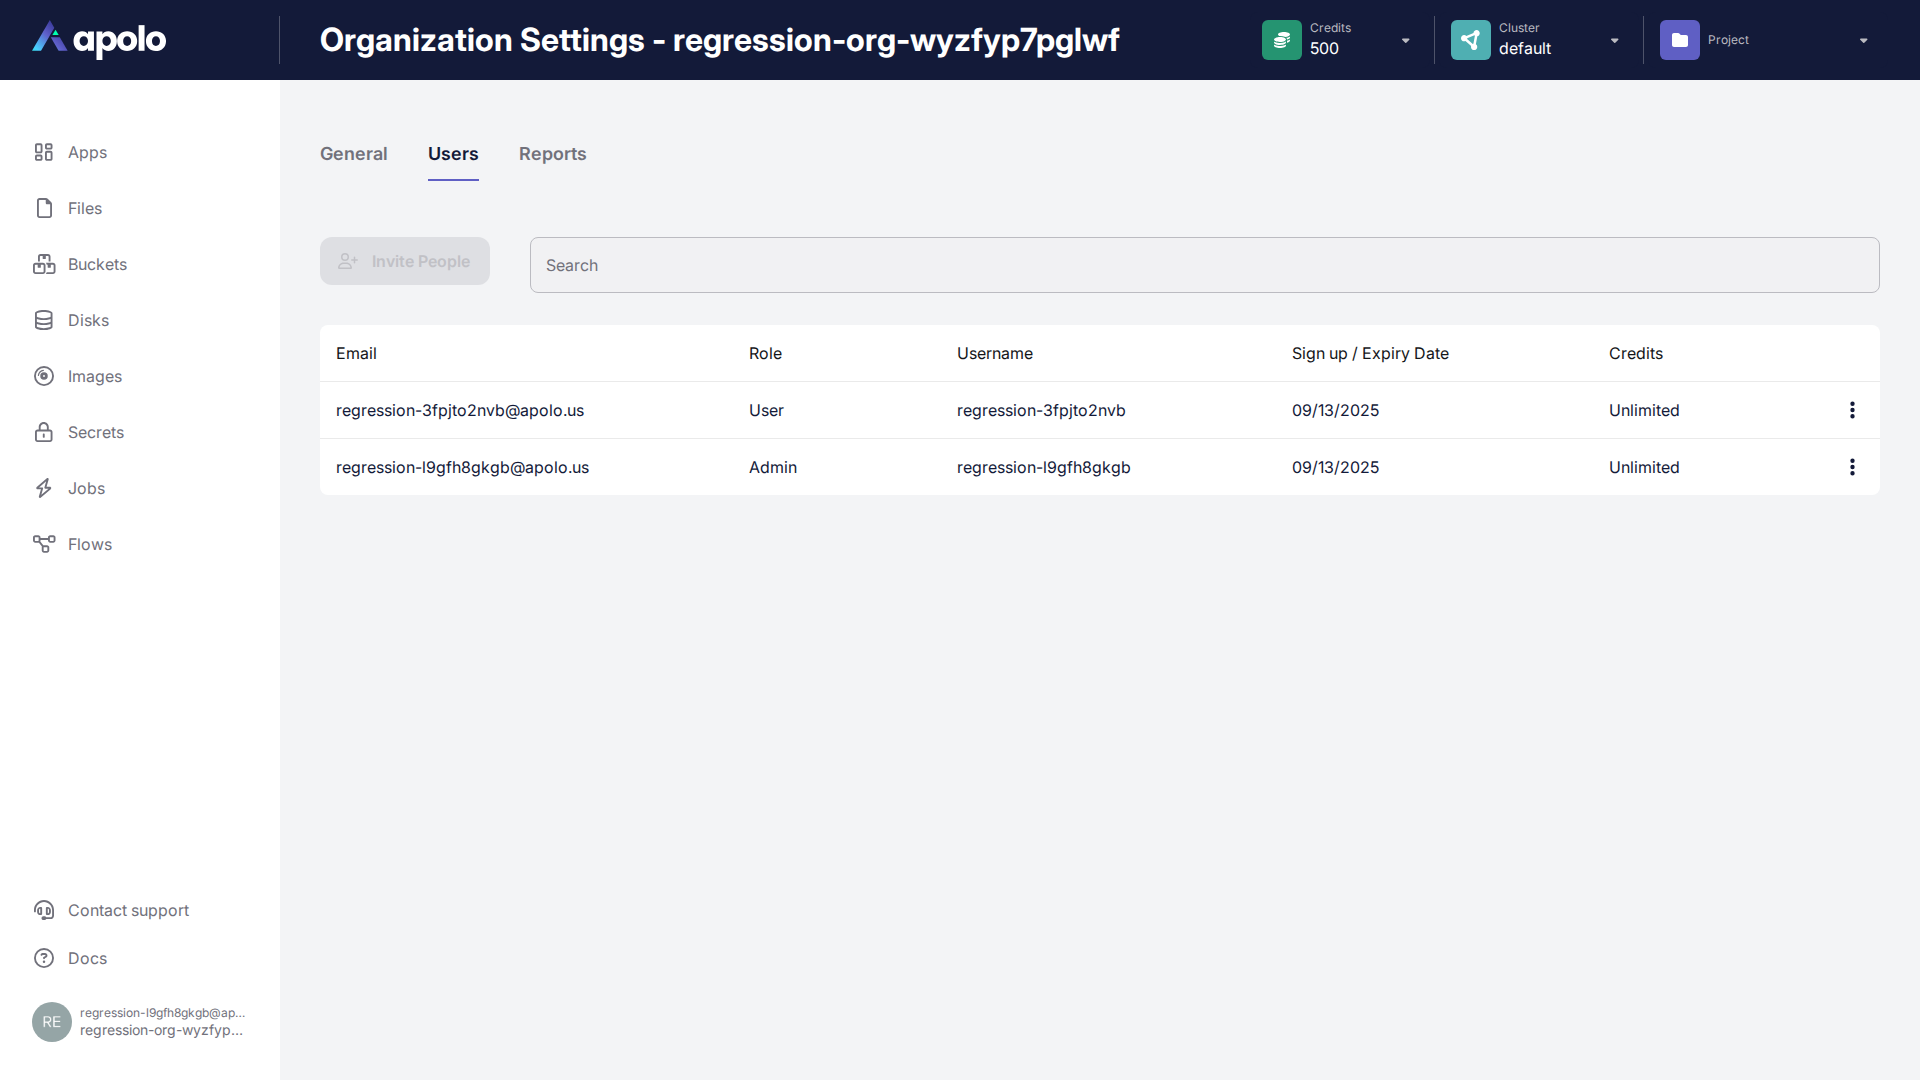 apolo
Organization Settings - regression-org-wyzfyp7pglwf
Credits
500
Cluster
default
Project
Apps
Files
Buckets
Disks
Images
Secrets
Jobs
Flows
Contact support
Docs
RE
regression-l9gfh8gkgb@ap...
regression-org-wyzfyp...
General Users Reports
Invite People
Search
Email Role Username Sign up / Expiry Date Credits
regression-3fpjto2nvb@apolo.us User regression-3fpjto2nvb 09/13/2025 Unlimited
regression-l9gfh8gkgb@apolo.us Admin regression-l9gfh8gkgb 09/13/2025 Unlimited